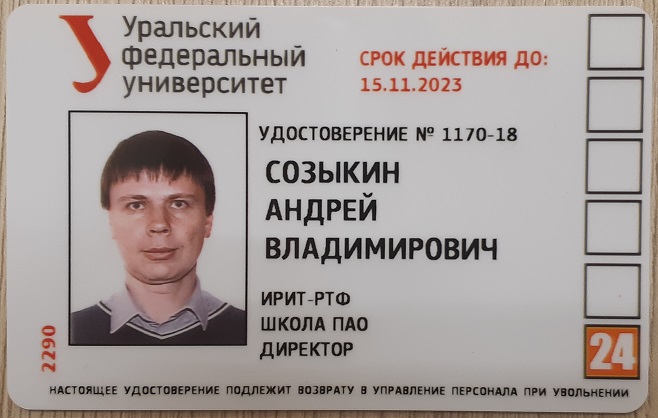 Уральский
федеральный
университет
СРОК ДЕЙСТВИЯ ДО:
15.11.2023
УДОСТОВЕРЕНИЕ № 1170-18
СОЗЫКИН
АНДРЕЙ
ВЛАДИМИРОВИЧ
ИРИТ-РТФ
ШКОЛА ПАО
ДИРЕКТОР
2290
24
НАСТОЯЩЕЕ УДОСТОВЕРЕНИЕ ПОДЛЕЖИТ ВОЗВРАТУ В УПРАВЛЕНИЕ ПЕРСОНАЛА ПРИ УВОЛЬНЕНИИ